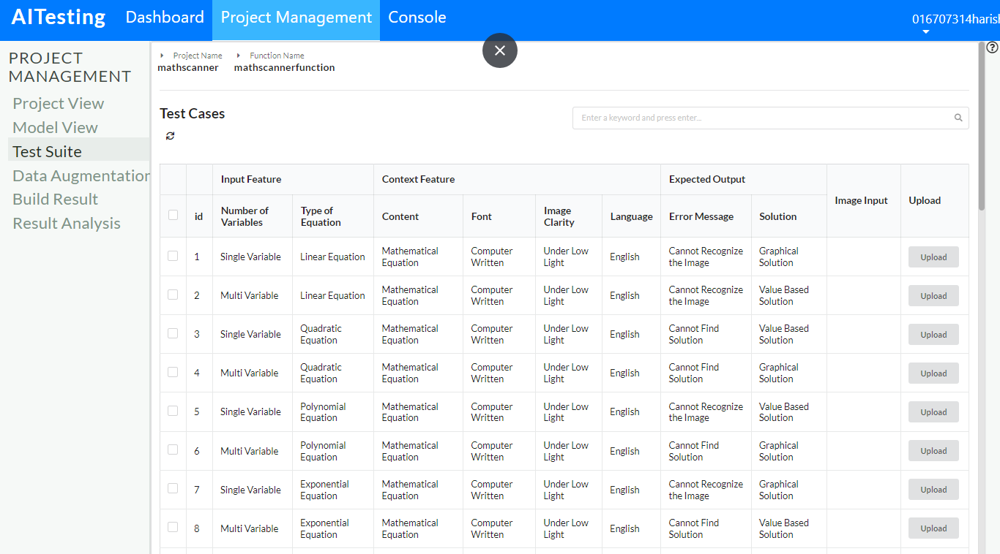 AITesting Dashboard Project Management Console 016707314harish
PROJECT
MANAGEMENT
Project View
Model View
Test Suite
Data Augmentation
Build Result
Result Analysis
Project Name Function Name
mathscanner mathscannerfunction
Test Cases
Enter a keyword and press enter...
Input Feature Context Feature Expected Output Image Input Upload
id Number of Variables Type of Equation Content Font Image Clarity Language Error Message Solution
1 Single Variable Linear Equation Mathematical Equation Computer Written Under Low Light English Cannot Recognize the Image Graphical Solution Upload
2 Multi Variable Linear Equation Mathematical Equation Computer Written Under Low Light English Cannot Recognize the Image Value Based Solution Upload
3 Single Variable Quadratic Equation Mathematical Equation Computer Written Under Low Light English Cannot Find Solution Value Based Solution Upload
4 Multi Variable Quadratic Equation Mathematical Equation Computer Written Under Low Light English Cannot Find Solution Graphical Solution Upload
5 Single Variable Polynomial Equation Mathematical Equation Computer Written Under Low Light English Cannot Recognize the Image Value Based Solution Upload
6 Multi Variable Polynomial Equation Mathematical Equation Computer Written Under Low Light English Cannot Find Solution Graphical Solution Upload
7 Single Variable Exponential Equation Mathematical Equation Computer Written Under Low Light English Cannot Recognize the Image Graphical Solution Upload
8 Multi Variable Exponential Equation Mathematical Equation Computer Written Under Low Light English Cannot Find Solution Value Based Solution Upload